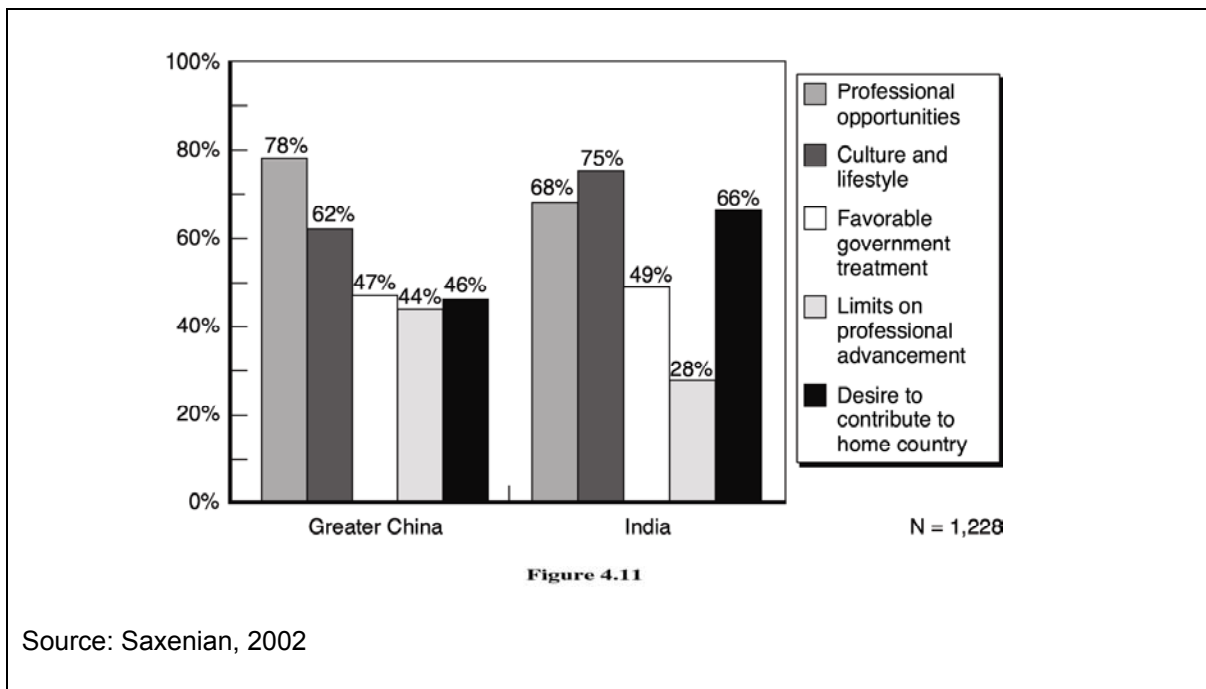 100%
80%
60%
40%
20%
0%
78%
62%
47%
44%
46%
68%
75%
49%
28%
66%
Greater China
India
N = 1,228
Professional
opportunities
Culture and
lifestyle
Favorable
government
treatment
Limits on
professional
advancement
Desire to
contribute to
home country
Figure 4.11
Source: Saxenian, 2002